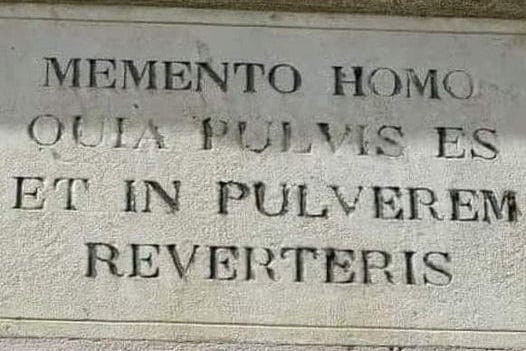 MEMENTO HOMO
QUIA PULVIS ES
ET IN PULVEREM
REVERTERIS